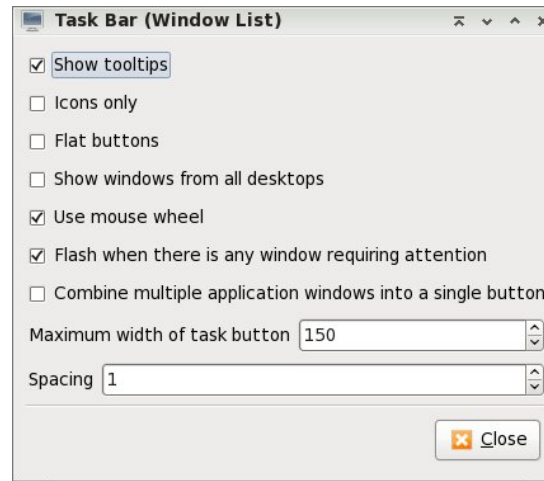 Task Bar (Window List)
Show tooltips
Icons only
Flat buttons
Show windows from all desktops
Use mouse wheel
Flash when there is any window requiring attention
Combine multiple application windows into a single button
Maximum width of task button 150
Spacing 1
Close